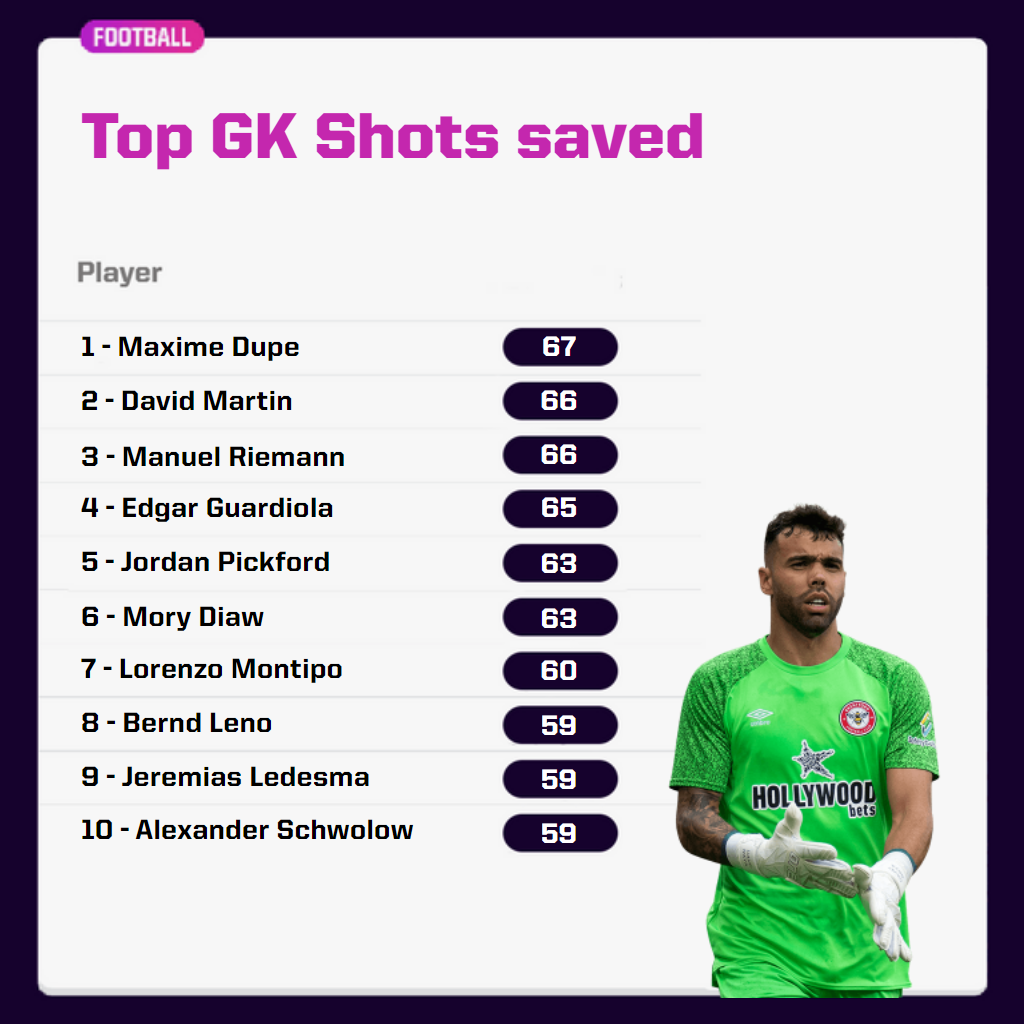 FOOTBALL
Top GK Shots saved
Player
1 - Maxime Dupe 67
2 - David Martin 66
3 - Manuel Riemann 66
4 - Edgar Guardiola 65
5 - Jordan Pickford 63
6 - Mory Diaw 63
7 - Lorenzo Montipo 60
8 - Bernd Leno 59
9 - Jeremias Ledesma 59
10 - Alexander Schwolow 59
HOLLYWOOD
bets